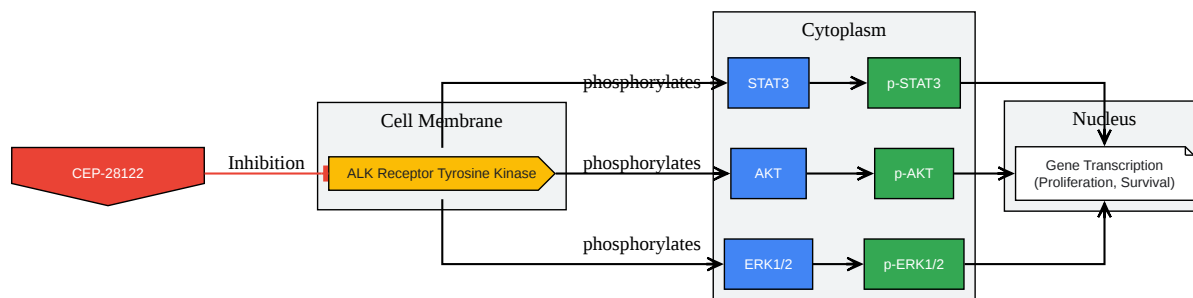 Cytoplasm
phosphorylates
STAT3
p-STAT3
Cell Membrane
Nucleus
CEP-28122
Inhibition
ALK Receptor Tyrosine Kinase
phosphorylates
AKT
p-AKT
Gene Transcription
(Proliferation, Survival)
phosphorylates
ERK1/2
p-ERK1/2